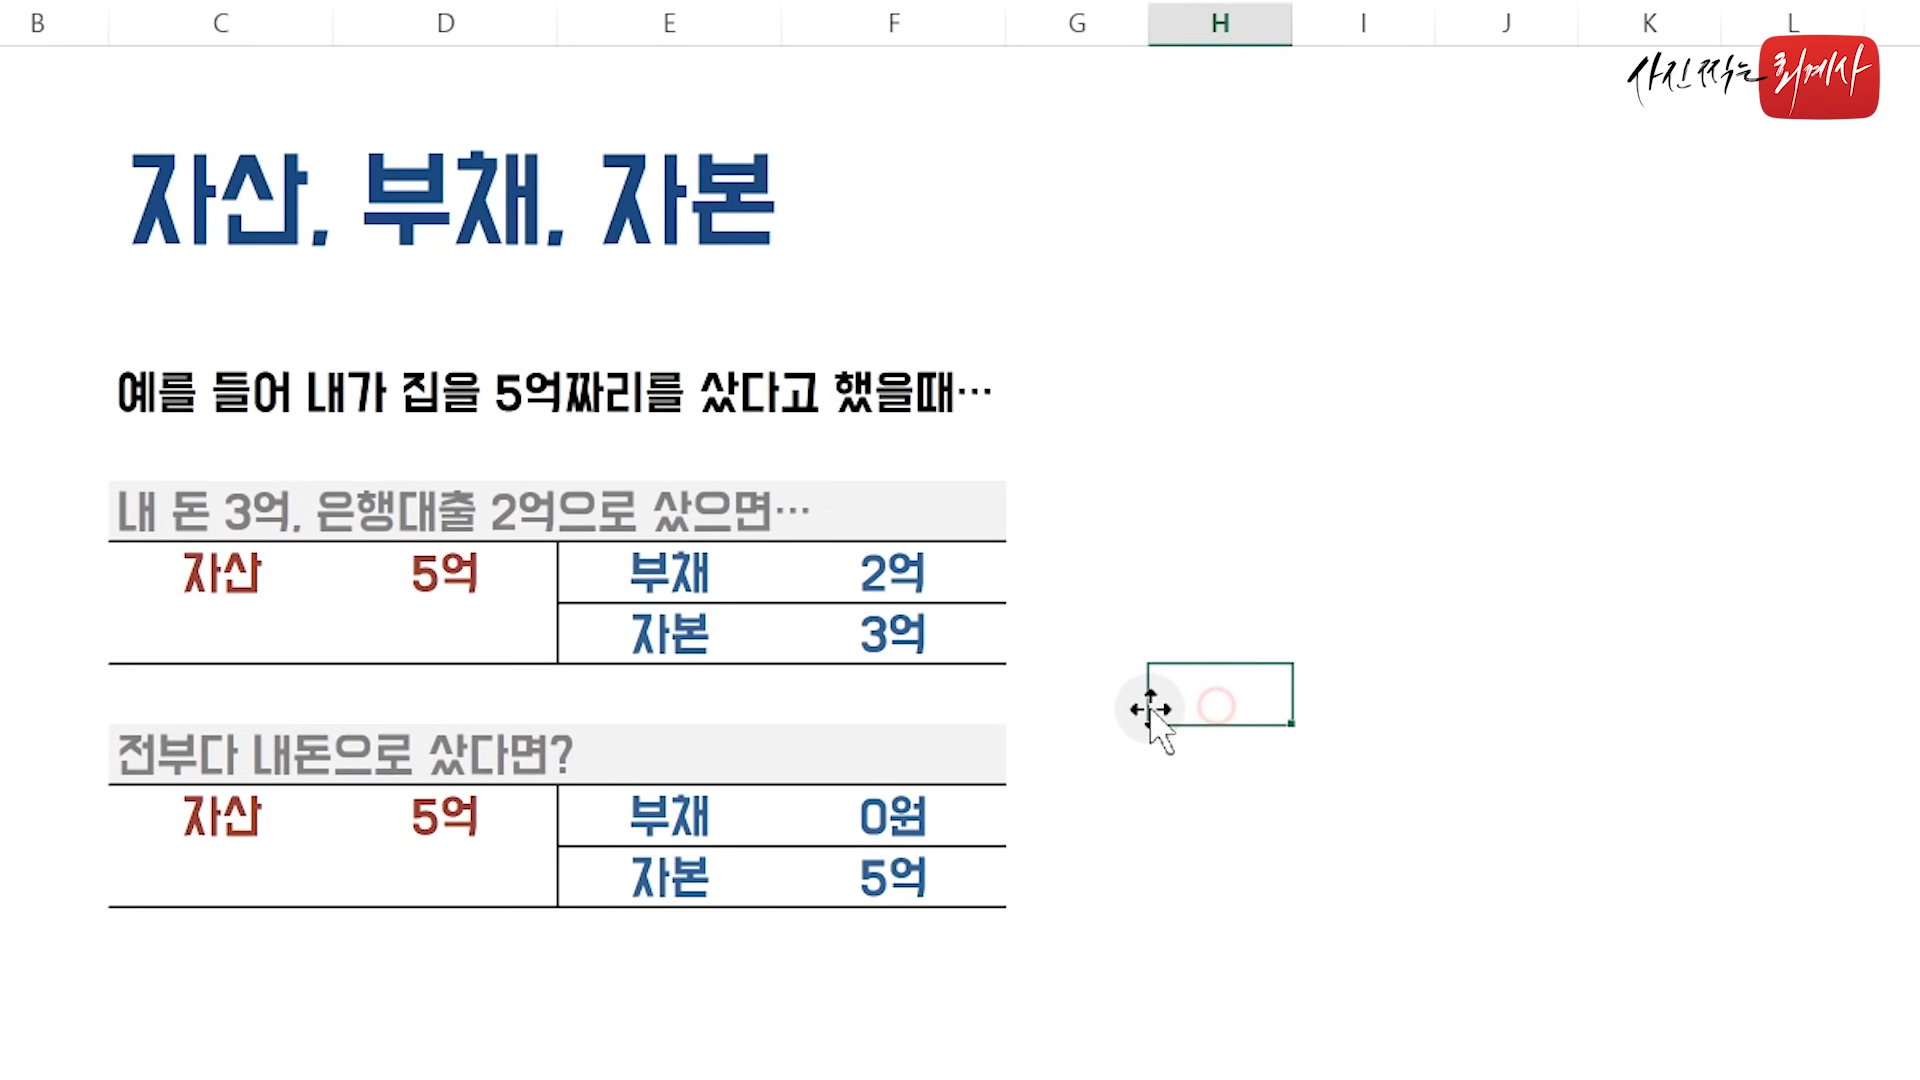 B C D E F G H I J K L
사진찍는 회계사
자산, 부채, 자본
예를 들어 내가 집을 5억짜리를 샀다고 했을때…
내 돈 3억, 은행대출 2억으로 샀으면…
자산 5억 부채 2억
자본 3억
전부다 내돈으로 샀다면?
자산 5억 부채 0원
자본 5억